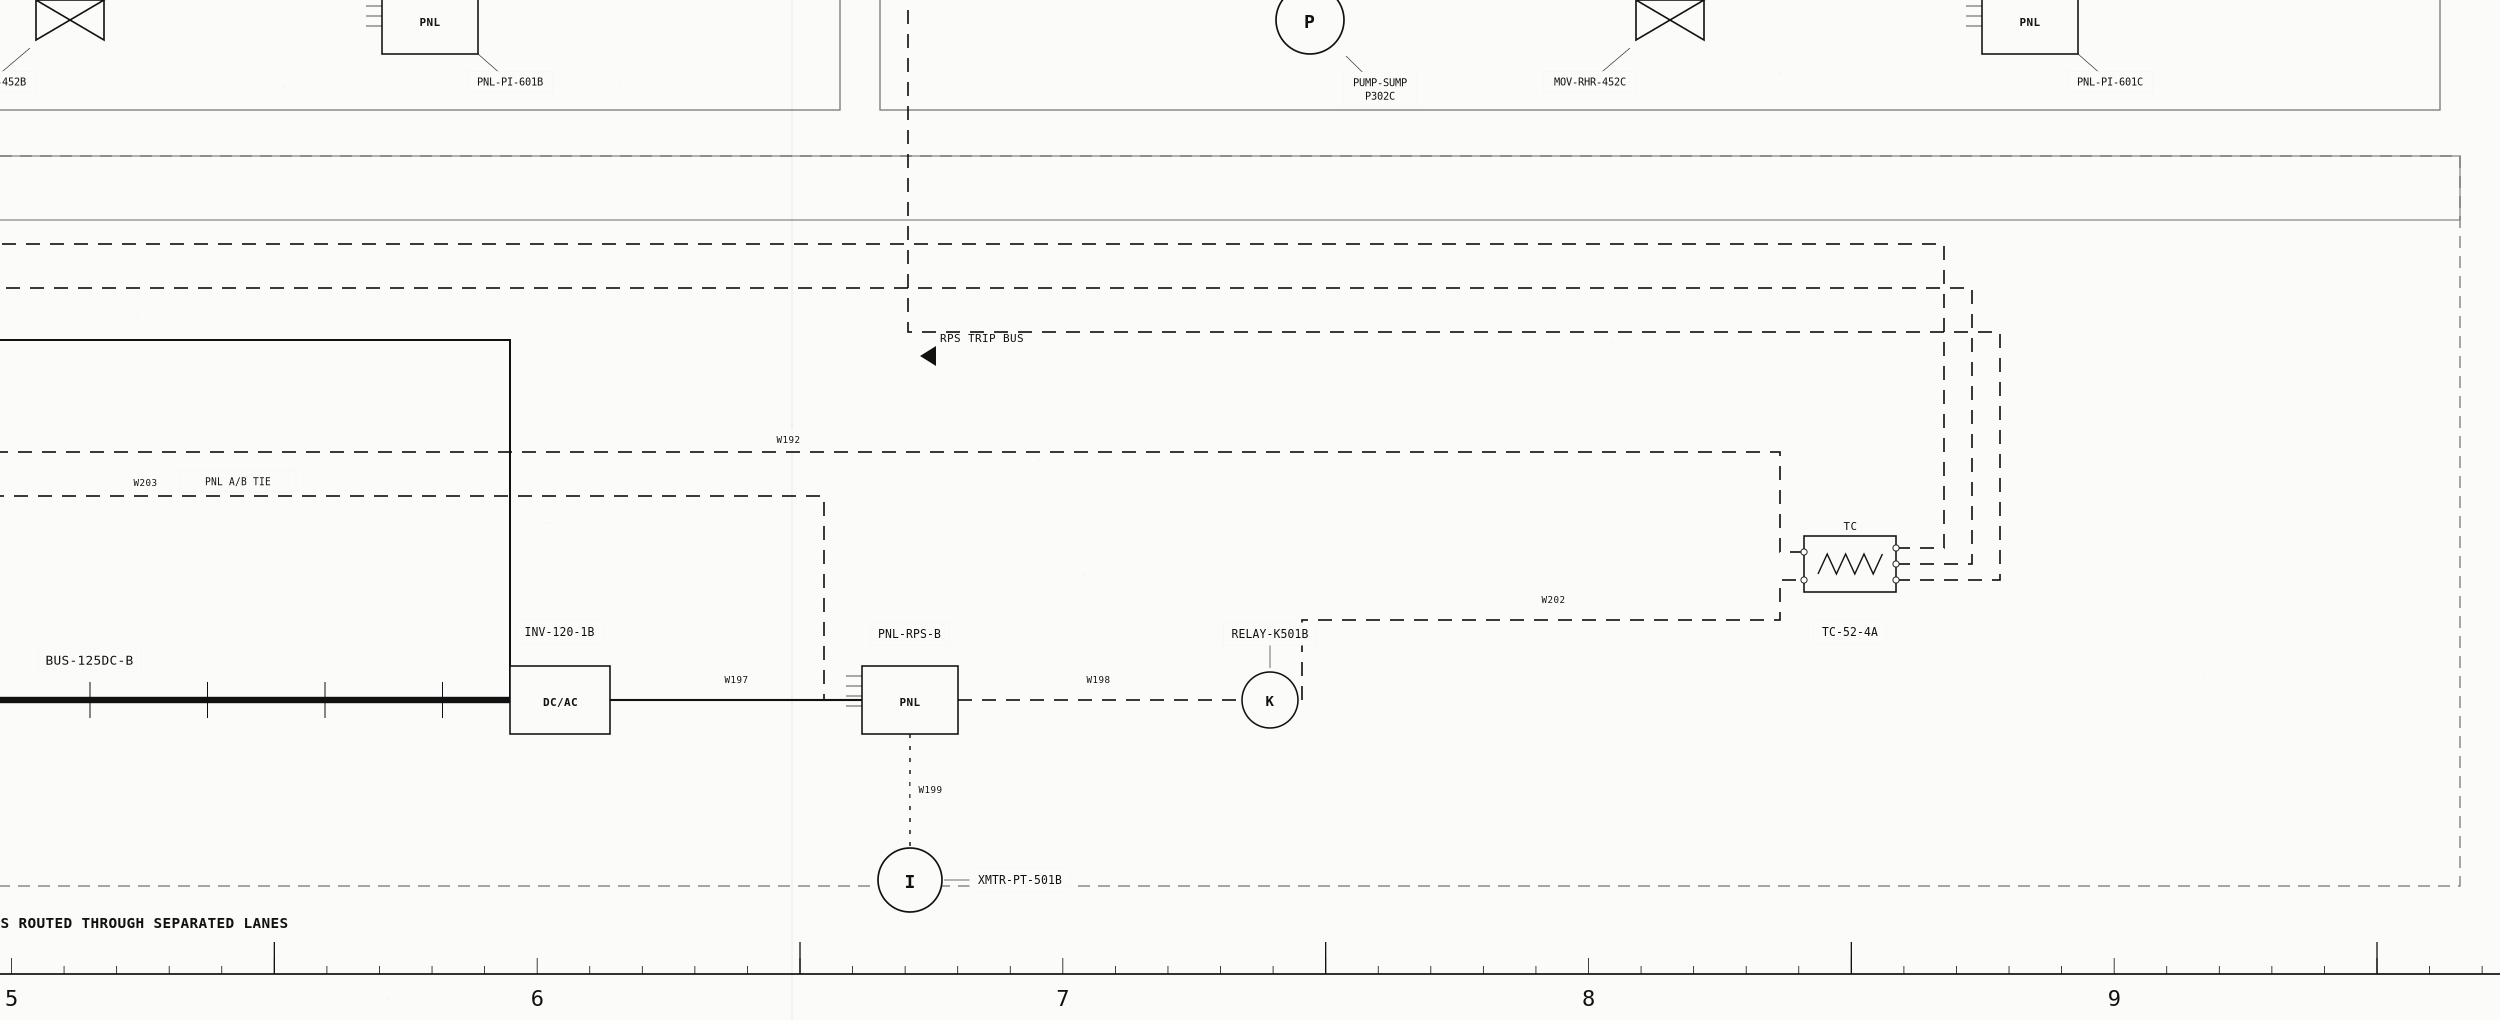 PNL
P
PNL
-452B
PNL-PI-601B
PUMP-SUMP
P302C
MOV-RHR-452C
PNL-PI-601C
RPS TRIP BUS
W192
W203
PNL A/B TIE
TC
W202
INV-120-1B
PNL-RPS-B
RELAY-K501B
TC-52-4A
BUS-125DC-B
W197
W198
DC/AC
PNL
K
W199
I
XMTR-PT-501B
S ROUTED THROUGH SEPARATED LANES
5 6 7 8 9